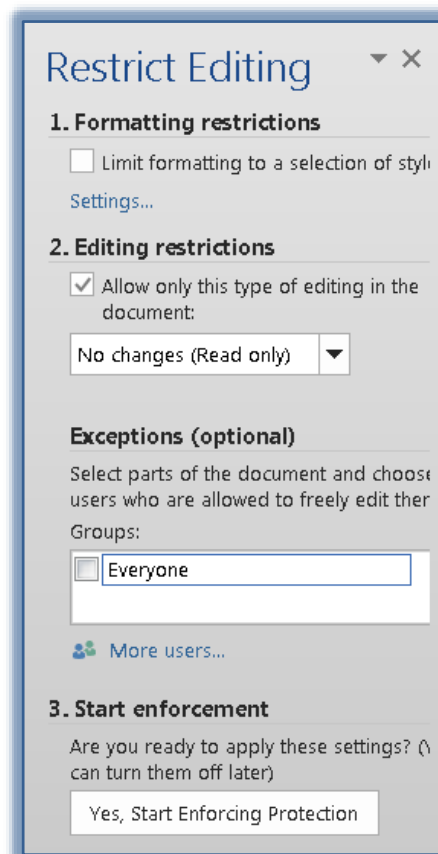 Restrict Editing
1. Formatting restrictions
Limit formatting to a selection of
Settings...
2. Editing restrictions
Allow only this type of editing in the
document:
No changes (Read only)
Exceptions (optional)
Select parts of the document and choose
users who are allowed to freely edit
Groups:
Everyone
More users...
3. Start enforcement
Are you ready to apply these settings?
can turn them off later)
Yes, Start Enforcing Protection